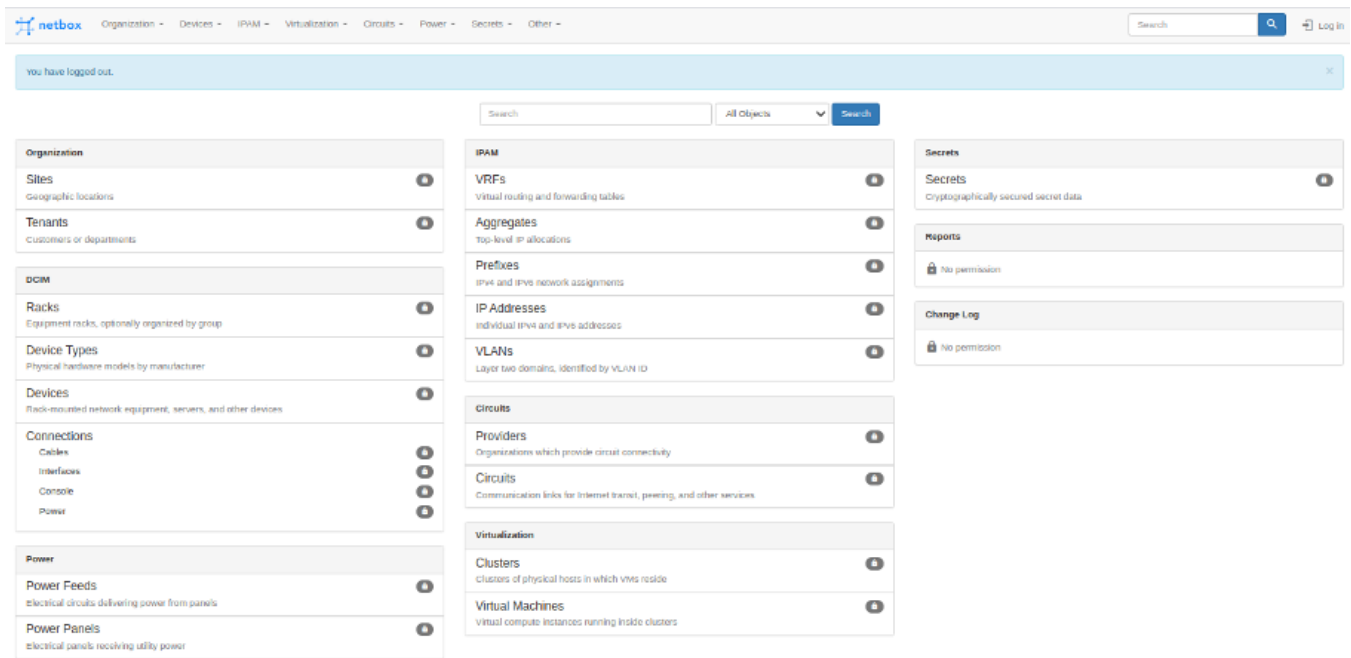 netbox Organization Devices IPAM Virtualization Circuits Power Secrets Other Search Log in
You have logged out. ×
Search All Objects Search
Organization
Sites
Geographic locations
Tenants
Customers or departments
DCIM
Racks
Equipment racks, optionally organized by group
Device Types
Physical hardware models by manufacturer
Devices
Rack-mounted network equipment, servers, and other devices
Connections
Cables
Interfaces
Console
Power
Power
Power Feeds
Electrical circuits delivering power from panels
Power Panels
Electrical panels receiving utility power
IPAM
VRFs
Virtual routing and forwarding tables
Aggregates
Top-level IP allocations
Prefixes
IPv4 and IPv6 network assignments
IP Addresses
Individual IPv4 and IPv6 addresses
VLANs
Layer two domains, identified by VLAN ID
Circuits
Providers
Organizations which provide circuit connectivity
Circuits
Communication links for Internet transit, peering, and other services
Virtualization
Clusters
Clusters of physical hosts in which VMs reside
Virtual Machines
Virtual compute instances running inside clusters
Secrets
Secrets
Cryptographically secured secret data
Reports
No permission
Change Log
No permission